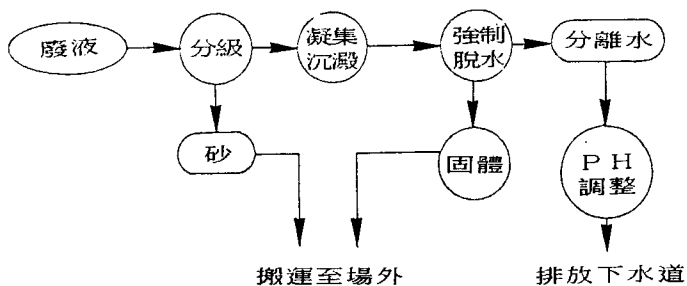 廢液
分級
凝集
沉澱
強制
脫水
分離水
砂
固體
PH
調整
搬運至場外
排放下水道